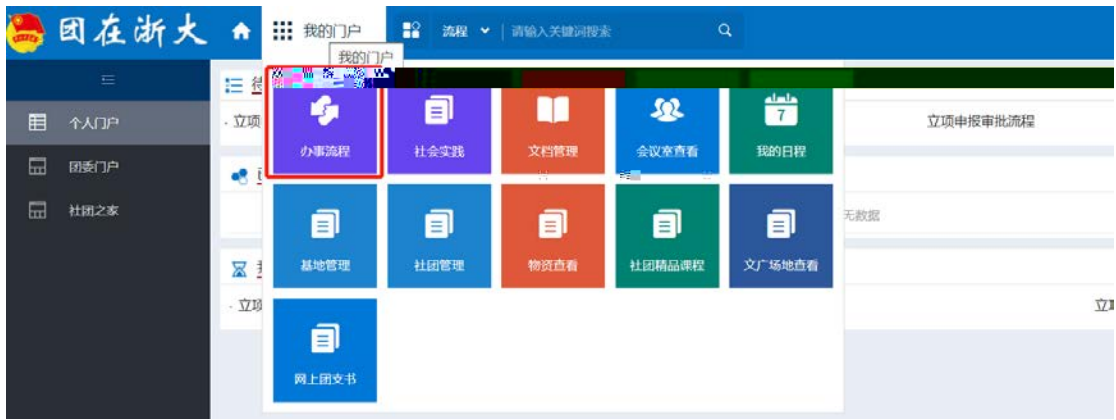 团在浙大 我的门户 流程 请输入关键词搜索
我的门户
个人门户
团委门户
社团之家
立项
立项申报审批流程
办事流程 社会实践 文档管理 会议室查看 7 我的日程
无数据
基地管理 社团管理 物资查看 社团精品课程 文广场地查看
立项
网上团支书